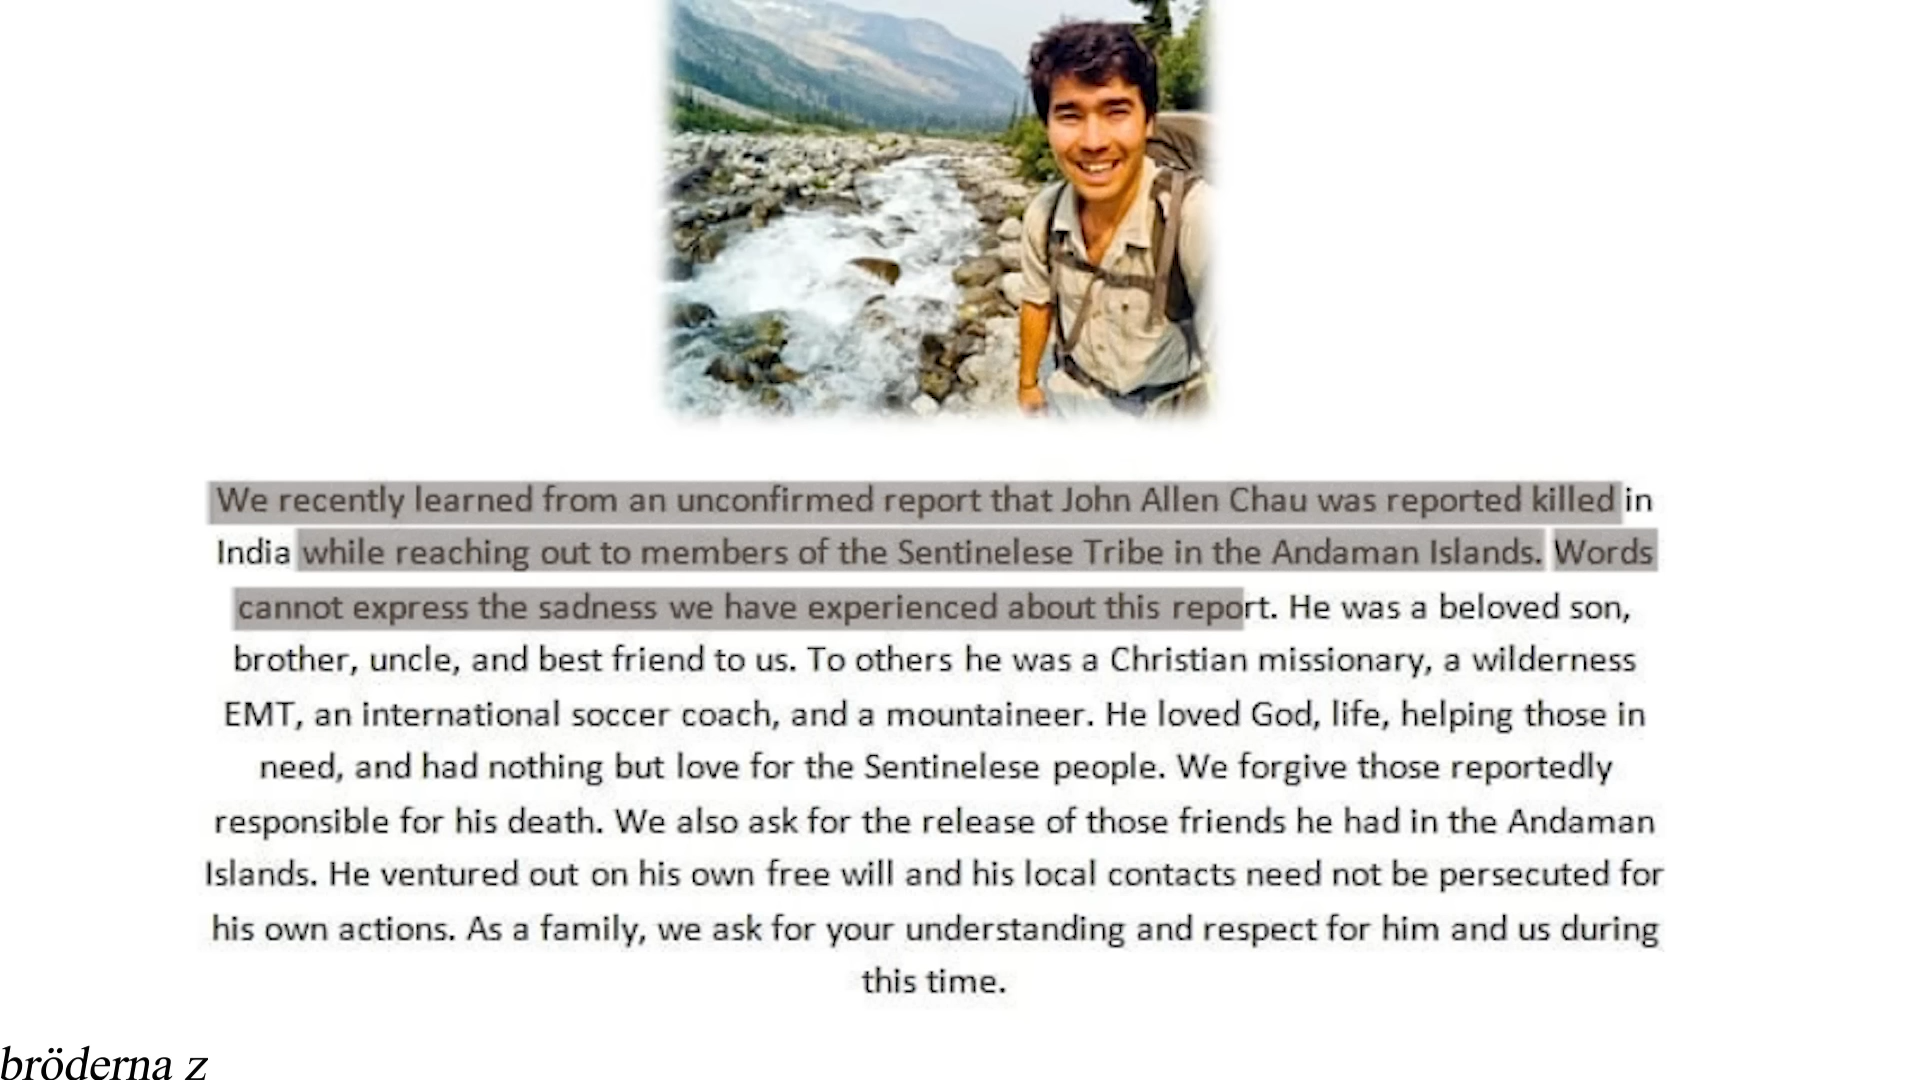 We recently learned from an unconfirmed report that John Allen Chau was reported killed in
India while reaching out to members of the Sentinelese Tribe in the Andaman Islands. Words
cannot express the sadness we have experienced about this report. He was a beloved son,
brother, uncle, and best friend to us. To others he was a Christian missionary, a wilderness
EMT, an international soccer coach, and a mountaineer. He loved God, life, helping those in
need, and had nothing but love for the Sentinelese people. We forgive those reportedly
responsible for his death. We also ask for the release of those friends he had in the Andaman
Islands. He ventured out on his own free will and his local contacts need not be persecuted for
his own actions. As a family, we ask for your understanding and respect for him and us during
this time.
bröderna z